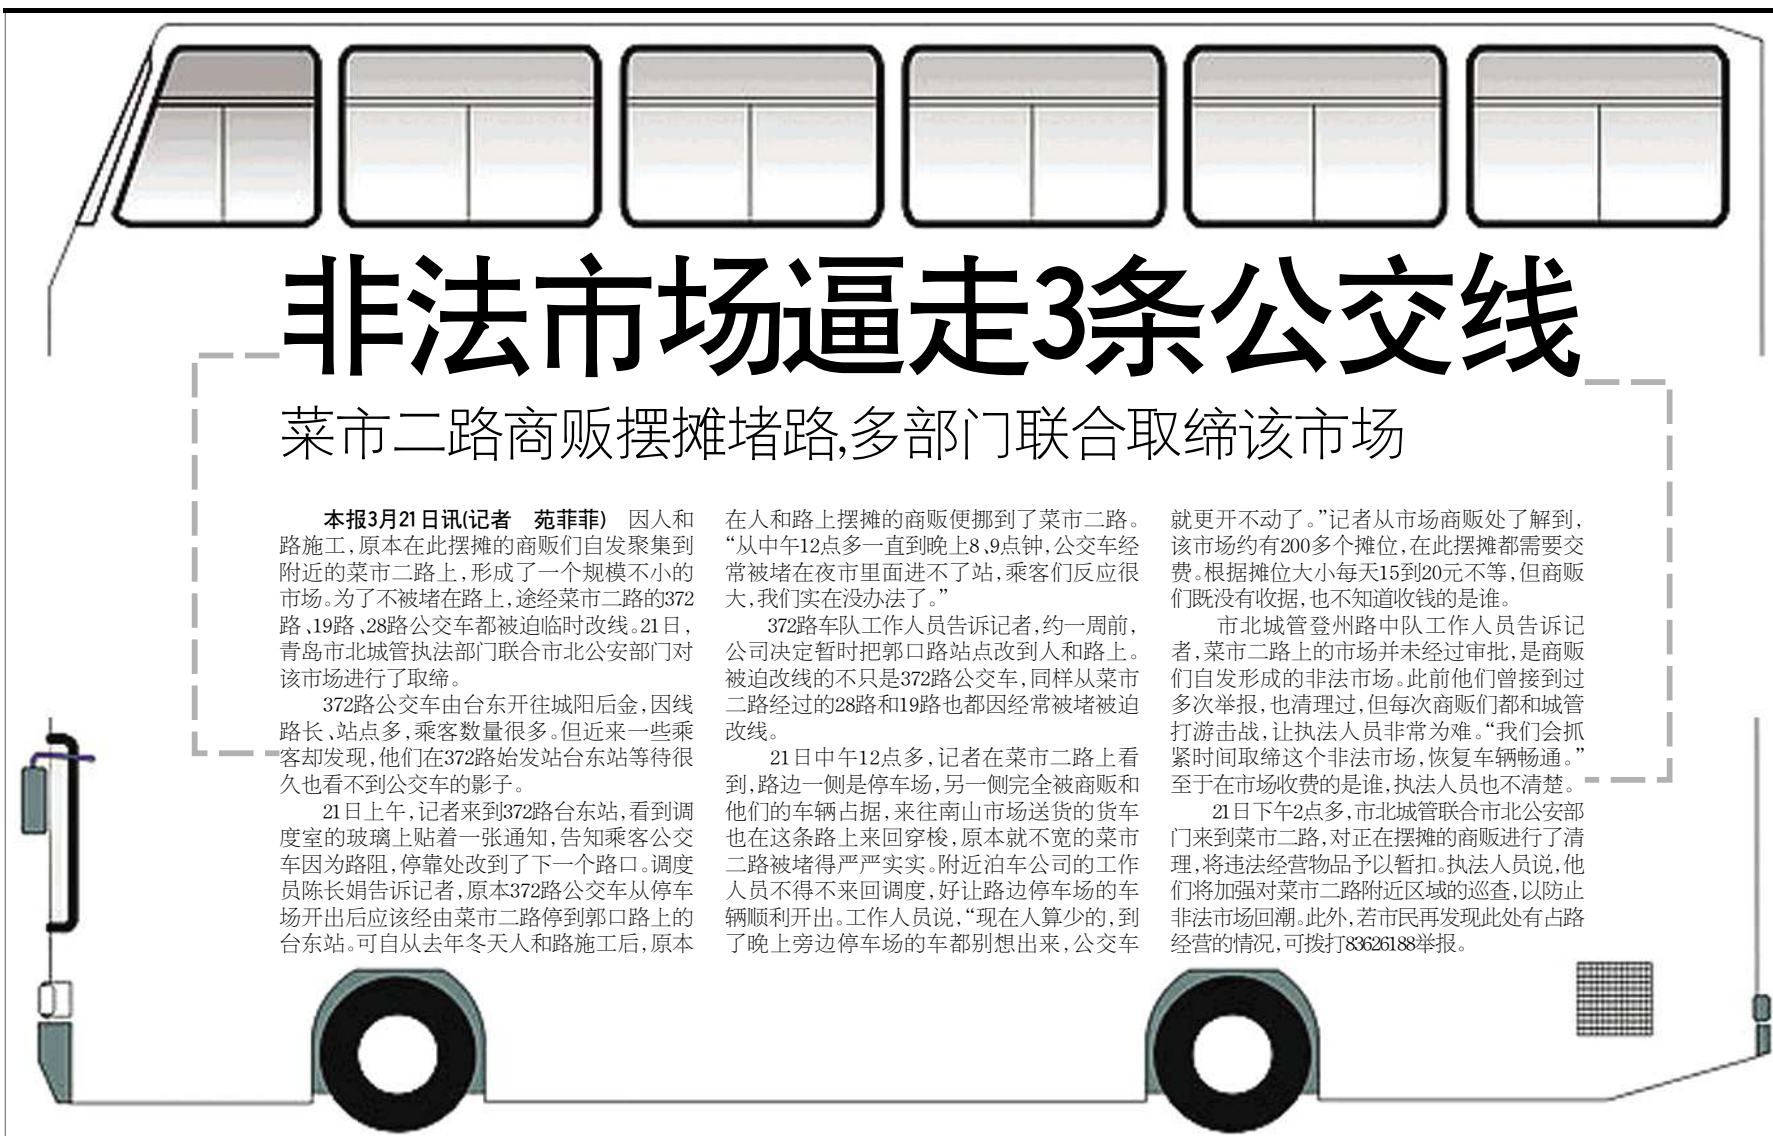 非法市场逼走3条公交线
菜市二路商贩摆摊堵路,多部门联合取缔该市场
本报3月21日讯(记者 苑菲菲) 因人和
路施工,原本在此摆摊的商贩们自发聚集到
附近的菜市二路上,形成了一个规模不小的
市场。为了不被堵在路上,途经菜市二路的372
路、19路、28路公交车都被迫临时改线。21日,
青岛市北城管执法部门联合市北公安部门对
该市场进行了取缔。
372路公交车由台东开往城阳后金,因线
路长、站点多,乘客数量很多。但近来一些乘
客却发现,他们在372路始发站台东站等待很
久也看不到公交车的影子。
21日上午,记者来到372路台东站,看到调
度室的玻璃上贴着一张通知,告知乘客公交
车因为路阻,停靠处改到了下一个路口。调度
员陈长娟告诉记者,原本372路公交车从停车
场开出后应该经由菜市二路停到郭口路上的
台东站。可自从去年冬天人和路施工后,原本
在人和路上摆摊的商贩便挪到了菜市二路。
“从中午12点多一直到晚上8、9点钟,公交车经
常被堵在夜市里面进不了站,乘客们反应很
大,我们实在没办法了。”
372路车队工作人员告诉记者,约一周前,
公司决定暂时把郭口路站点改到人和路上。
被迫改线的不只是372路公交车,同样从菜市
二路经过的28路和19路也都因经常被堵被迫
改线。
21日中午12点多,记者在菜市二路上看
到,路边一侧是停车场,另一侧完全被商贩和
他们的车辆占据,来往南山市场送货的货车
也在这条路上来回穿梭,原本就不宽的菜市
二路被堵得严严实实。附近泊车公司的工作
人员不得不来回调度,好让路边停车场的车
辆顺利开出。工作人员说,“现在人算少的,到
了晚上旁边停车场的车都别想出来,公交车
就更开不动了。”记者从市场商贩处了解到,
该市场约有200多个摊位,在此摆摊都需要交
费。根据摊位大小每天15到20元不等,但商贩
们既没有收据,也不知道收钱的是谁。
市北城管登州路中队工作人员告诉记
者,菜市二路上的市场并未经过审批,是商贩
们自发形成的非法市场。此前他们曾接到过
多次举报,也清理过,但每次商贩们都和城管
打游击战,让执法人员非常为难。“我们会抓
紧时间取缔这个非法市场,恢复车辆畅通。”
至于在市场收费的是谁,执法人员也不清楚。
21日下午2点多,市北城管联合市北公安部
门来到菜市二路,对正在摆摊的商贩进行了清
理,将违法经营物品予以暂扣。执法人员说,他
们将加强对菜市二路附近区域的巡查,以防止
非法市场回潮。此外,若市民再发现此处有占路
经营的情况,可拨打83626188举报。